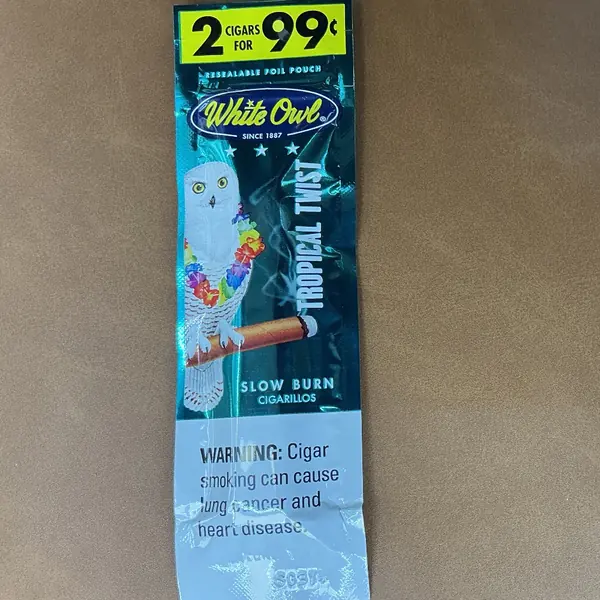 2 CIGARS FOR 99¢
RESEALABLE FOIL POUCH
White Owl®
SINCE 1887
TROPICAL TWIST
SLOW BURN
CIGARILLOS
WARNING: Cigar
smoking can cause
lung cancer and
heart disease.